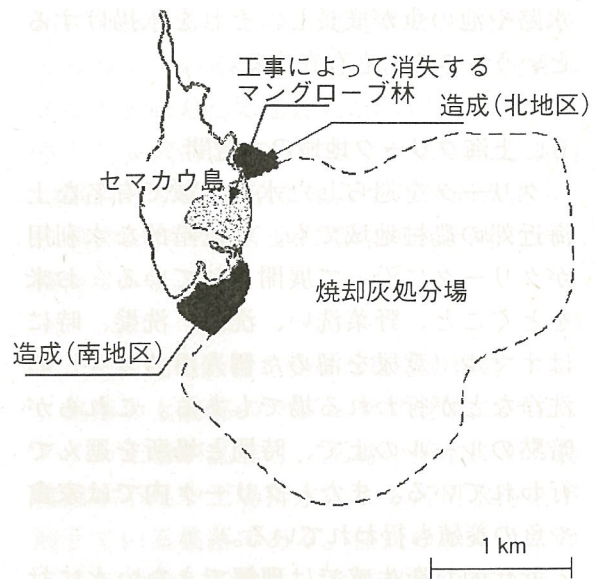 工事によって消失する
マングローブ林
造成(北地区)
セマカウ島
焼却灰処分場
造成(南地区)
1 km